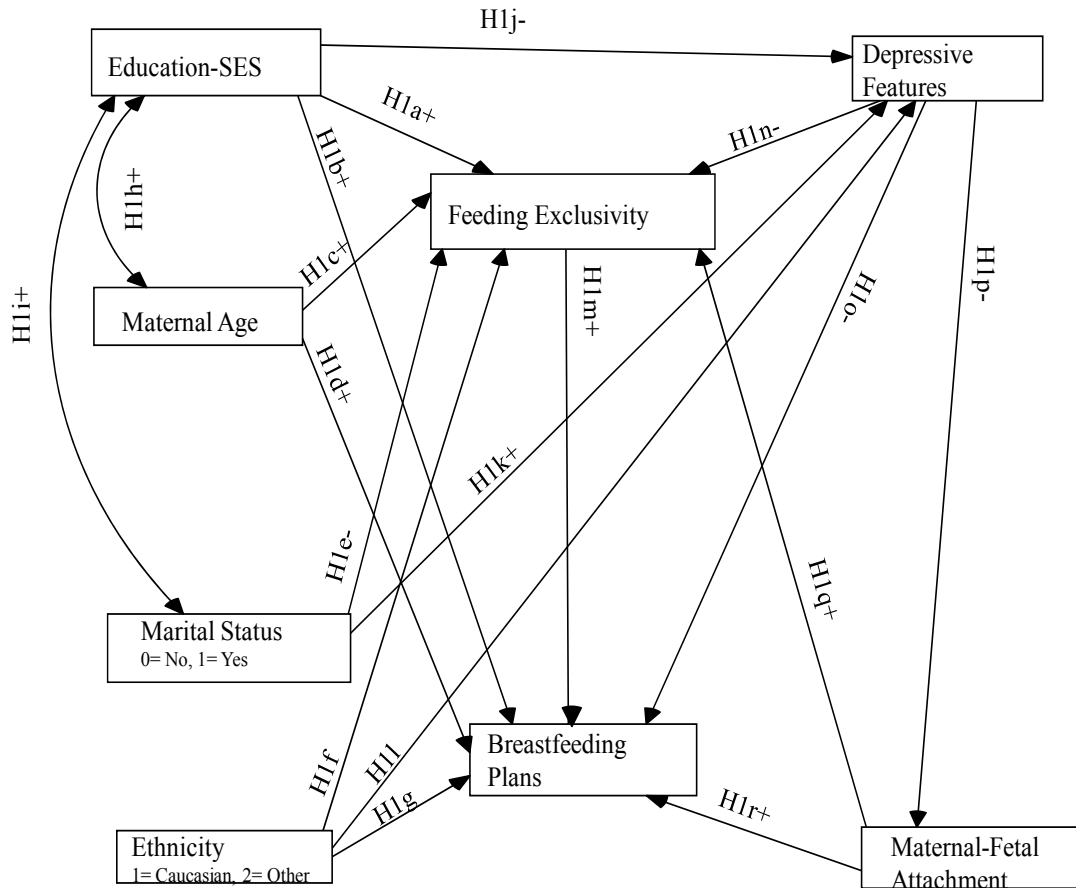 H1j-
Education-SES
Depressive
Features
H1a+
H1n-
H1b+
H1h+
Feeding Exclusivity
H1c+
H1i+
H1m+
H1p-
H1o-
Maternal Age
H1d+
H1k+
H1e-
H1q+
Marital Status
0= No, 1= Yes
H1f
H1l
Breastfeeding
Plans
H1g
H1r+
Ethnicity
1= Caucasian, 2= Other
Maternal-Fetal
Attachment